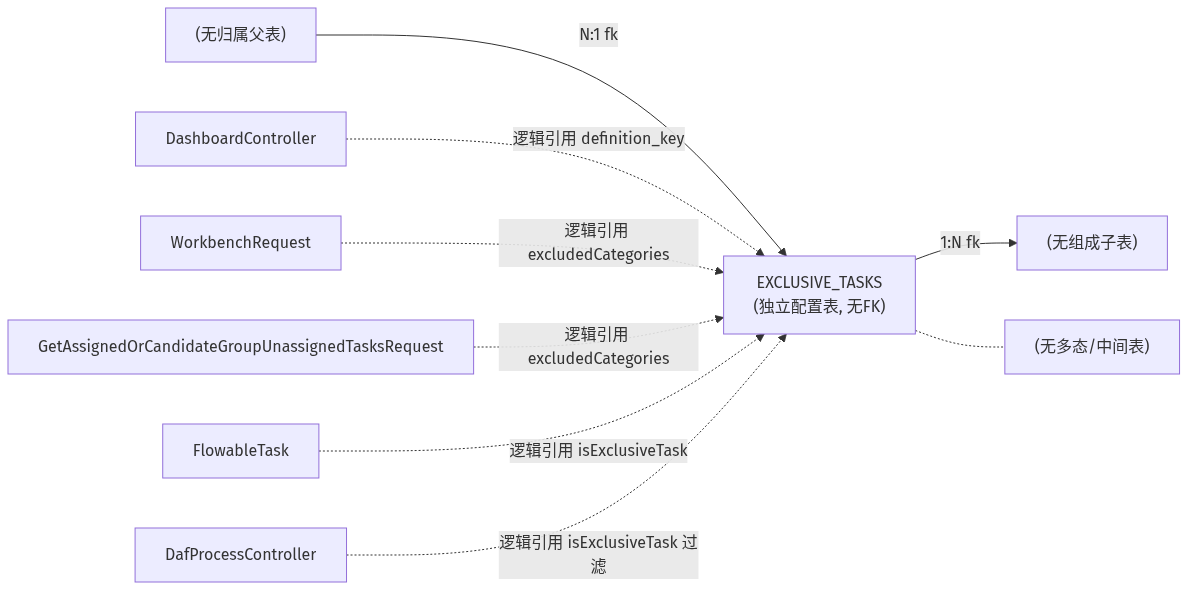 (无归属父表)
N:1 fk
DashboardController
逻辑引用 definition_key
WorkbenchRequest
逻辑引用
excludedCategories
GetAssignedOrCandidateGroupUnassignedTasksRequest
逻辑引用
excludedCategories
FlowableTask
逻辑引用 isExclusiveTask
DafProcessController
逻辑引用 isExclusiveTask 过
滤
EXCLUSIVE_TASKS
(独立配置表, 无FK)
1:N fk
(无组成子表)
(无多态/中间表)